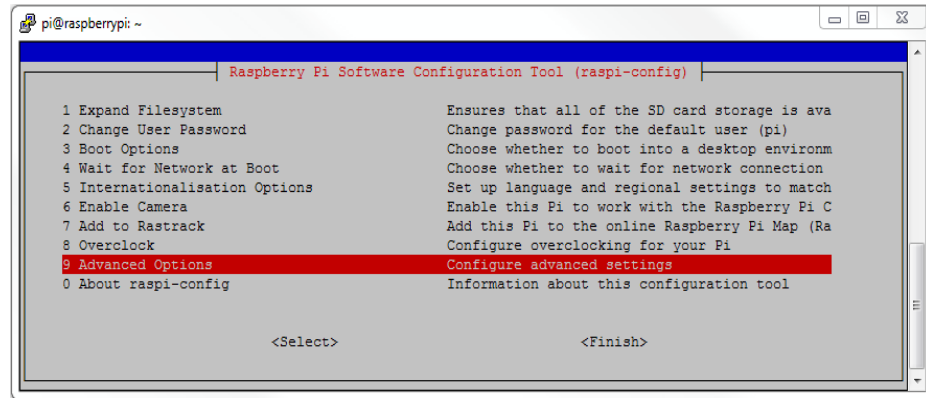 pi@raspberrypi: ~
Raspberry Pi Software Configuration Tool (raspi-config)
1 Expand Filesystem Ensures that all of the SD card storage is ava
2 Change User Password Change password for the default user (pi)
3 Boot Options Choose whether to boot into a desktop environm
4 Wait for Network at Boot Choose whether to wait for network connection
5 Internationalisation Options Set up language and regional settings to match
6 Enable Camera Enable this Pi to work with the Raspberry Pi C
7 Add to Rastrack Add this Pi to the online Raspberry Pi Map (Ra
8 Overclock Configure overclocking for your Pi
9 Advanced Options Configure advanced settings
0 About raspi-config Information about this configuration tool
<Select> <Finish>